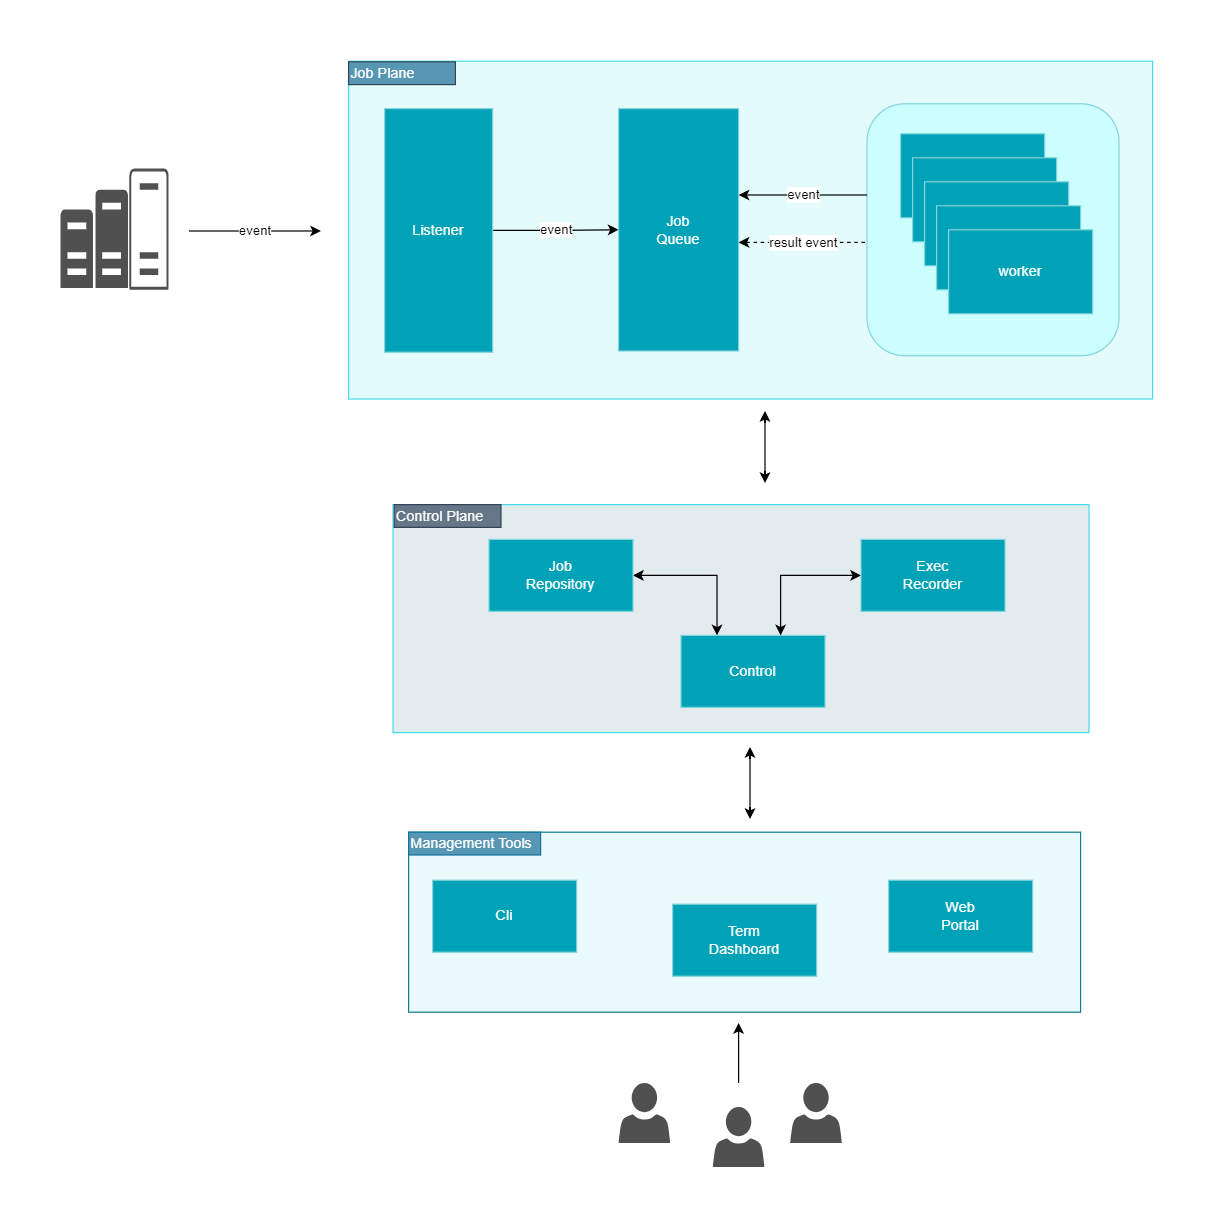 Job Plane
event
Listener
event
Job
Queue
event
result event
worker
Control Plane
Job
Repository
Exec
Recorder
Control
Management Tools
Cli
Term
Dashboard
Web
Portal